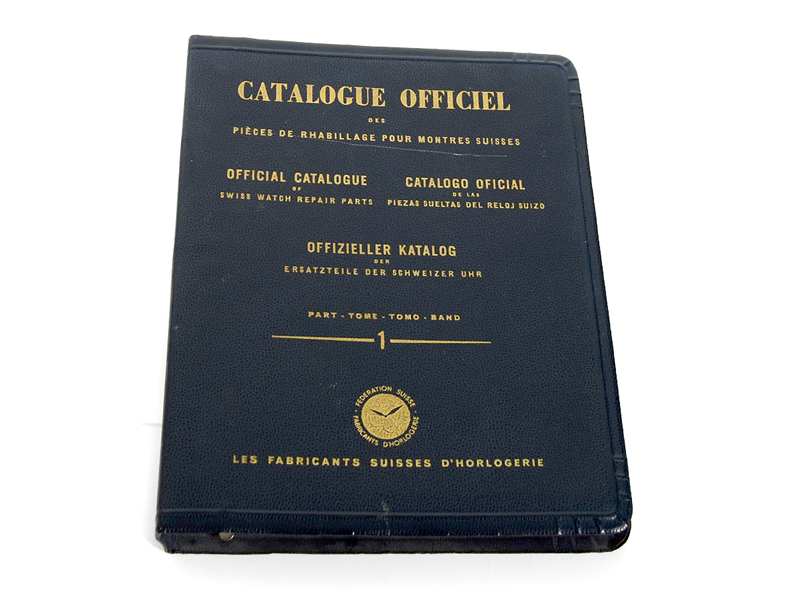 CATALOGUE OFFICIEL
DES
PIÈCES DE RHABILLAGE POUR MONTRES SUISSES
OFFICIAL CATALOGUE
OF
SWISS WATCH REPAIR PARTS
CATALOGO OFICIAL
DE LAS
PIEZAS SUELTAS DEL RELOJ SUIZO
OFFIZIELLER KATALOG
DER
ERSATZTEILE DER SCHWEIZER UHR
PART - TOME - TOMO - BAND
1
FEDERATION SUISSE
FABRICANTS D'HORLOGERIE
LES FABRICANTS SUISSES D'HORLOGERIE